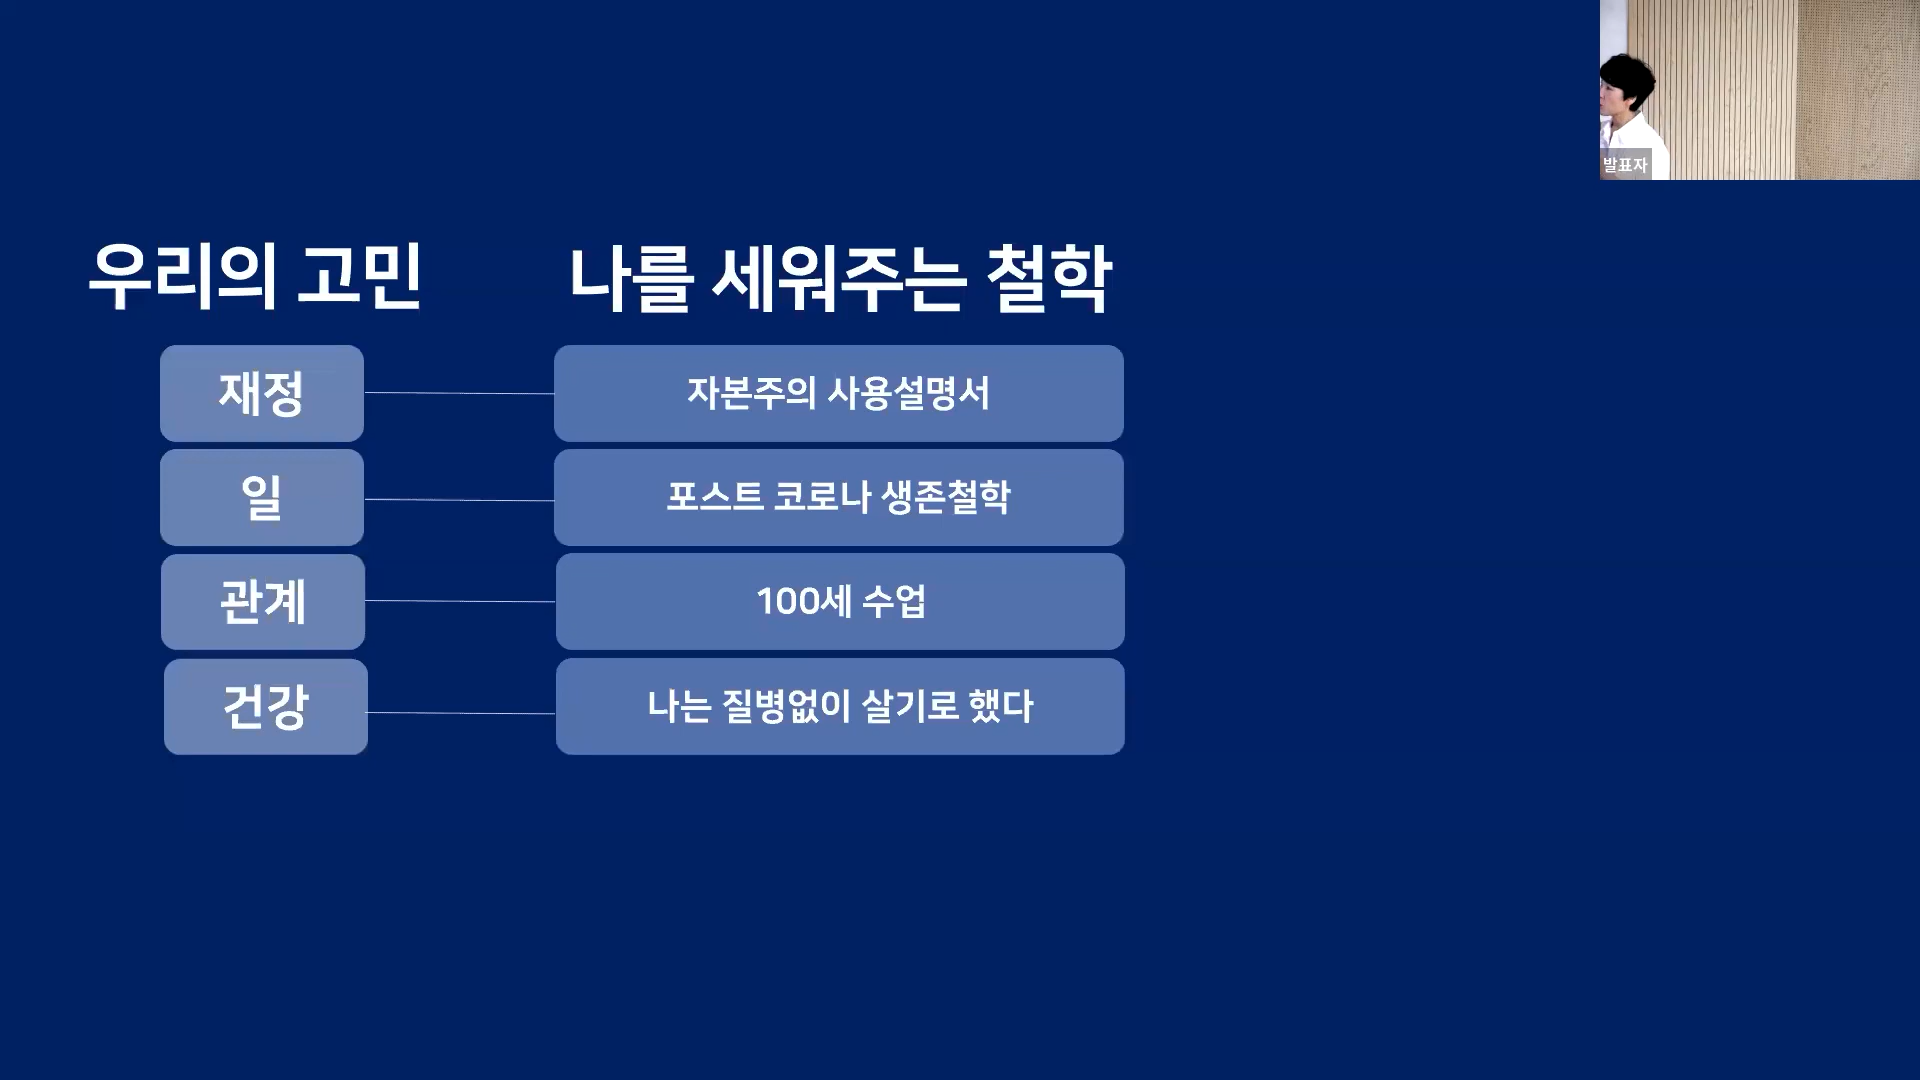 발표자
우리의 고민
나를 세워주는 철학
재정
자본주의 사용설명서
일
포스트 코로나 생존철학
관계
100세 수업
건강
나는 질병없이 살기로 했다